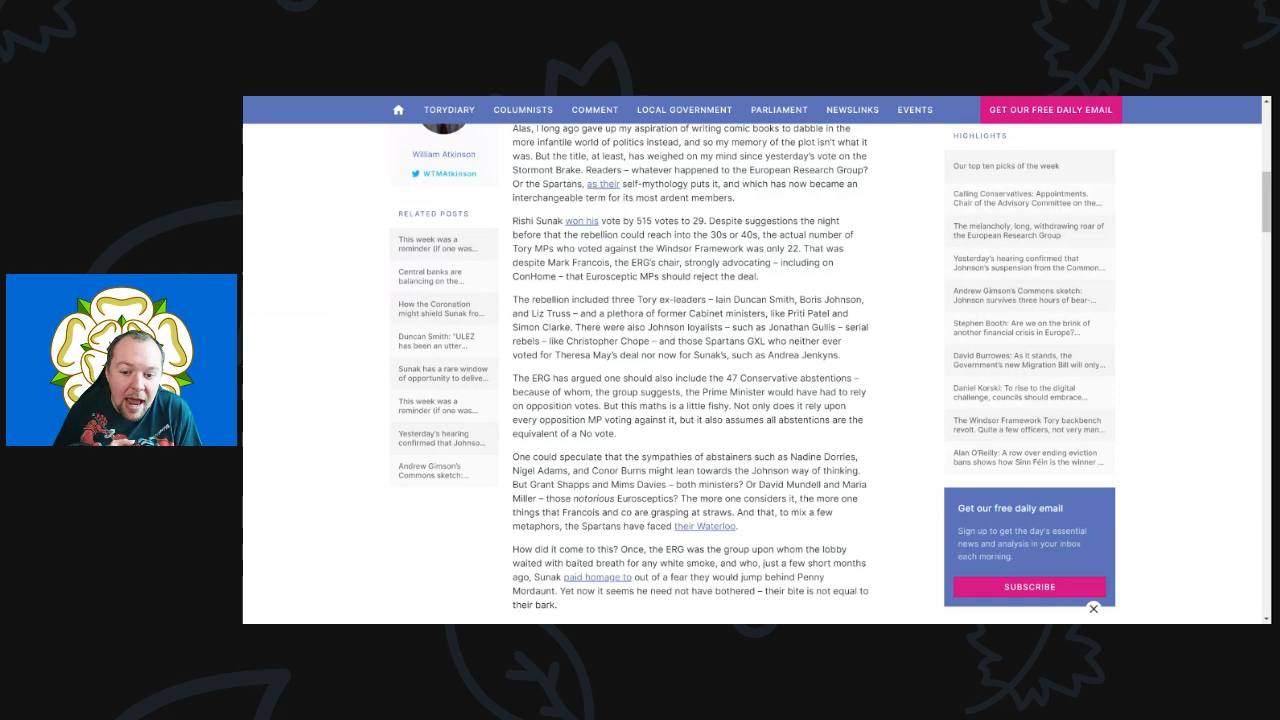 TORYDIARY COLUMNISTS COMMENT LOCAL GOVERNMENT PARLIAMENT NEWSLINKS EVENTS GET OUR FREE DAILY EMAIL
William Atkinson
WTMAtkinson
RELATED POSTS
This week was a
reminder (if one was...
Central banks are
balancing on the...
How the Coronation
might shield Sunak fro...
Duncan Smith: "ULEZ
has been an utter...
Sunak has a rare window
of opportunity to delive...
This week was a
reminder (if one was...
Yesterday's hearing
confirmed that Johnso...
Andrew Gimson's
Commons sketch:...
Alas, I long ago gave up my aspiration of writing comic books to dabble in the
more infantile world of politics instead, and so my memory of the plot isn't what it
was. But the title, at least, has weighed on my mind since yesterday's vote on the
Stormont Brake. Readers – whatever happened to the European Research Group?
Or the Spartans, as their self-mythology puts it, and which has now became an
interchangeable term for its most ardent members.
Rishi Sunak won his vote by 515 votes to 29. Despite suggestions the night
before that the rebellion could reach into the 30s or 40s, the actual number of
Tory MPs who voted against the Windsor Framework was only 22. That was
despite Mark Francois, the ERG's chair, strongly advocating – including on
ConHome – that Eurosceptic MPs should reject the deal.
The rebellion included three Tory ex-leaders – Iain Duncan Smith, Boris Johnson,
and Liz Truss – and a plethora of former Cabinet ministers, like Priti Patel and
Simon Clarke. There were also Johnson loyalists – such as Jonathan Gullis – serial
rebels – like Christopher Chope – and those Spartans GXL who neither ever
voted for Theresa May's deal nor now for Sunak's, such as Andrea Jenkyns.
The ERG has argued one should also include the 47 Conservative abstentions –
because of whom, the group suggests, the Prime Minister would have had to rely
on opposition votes. But this maths is a little fishy. Not only does it rely upon
every opposition MP voting against it, but it also assumes all abstentions are the
equivalent of a No vote.
One could speculate that the sympathies of abstainers such as Nadine Dorries,
Nigel Adams, and Conor Burns might lean towards the Johnson way of thinking.
But Grant Shapps and Mims Davies – both ministers? Or David Mundell and Maria
Miller – those notorious Eurosceptics? The more one considers it, the more one
things that Francois and co are grasping at straws. And that, to mix a few
metaphors, the Spartans have faced their Waterloo.
How did it come to this? Once, the ERG was the group upon whom the lobby
waited with baited breath for any white smoke, and who, just a few short months
ago, Sunak paid homage to out of a fear they would jump behind Penny
Mordaunt. Yet now it seems he need not have bothered – their bite is not equal to
their bark.
HIGHLIGHTS
Our top ten picks of the week
Calling Conservatives: Appointments.
Chair of the Advisory Committee on the...
The melancholy, long, withdrawing roar of
the European Research Group
Yesterday's hearing confirmed that
Johnson's suspension from the Common...
Andrew Gimson's Commons sketch:
Johnson survives three hours of bear-...
Stephen Booth: Are we on the brink of
another financial crisis in Europe?...
David Burrowes: As it stands, the
Government's new Migration Bill will only...
Daniel Korski: To rise to the digital
challenge, councils should embrace...
The Windsor Framework Tory backbench
revolt. Quite a few officers, not very man...
Alan O'Reilly: A row over ending eviction
bans shows how Sinn Féin is the winner ...
Get our free daily email
Sign up to get the day's essential
news and analysis in your inbox
each morning.
SUBSCRIBE